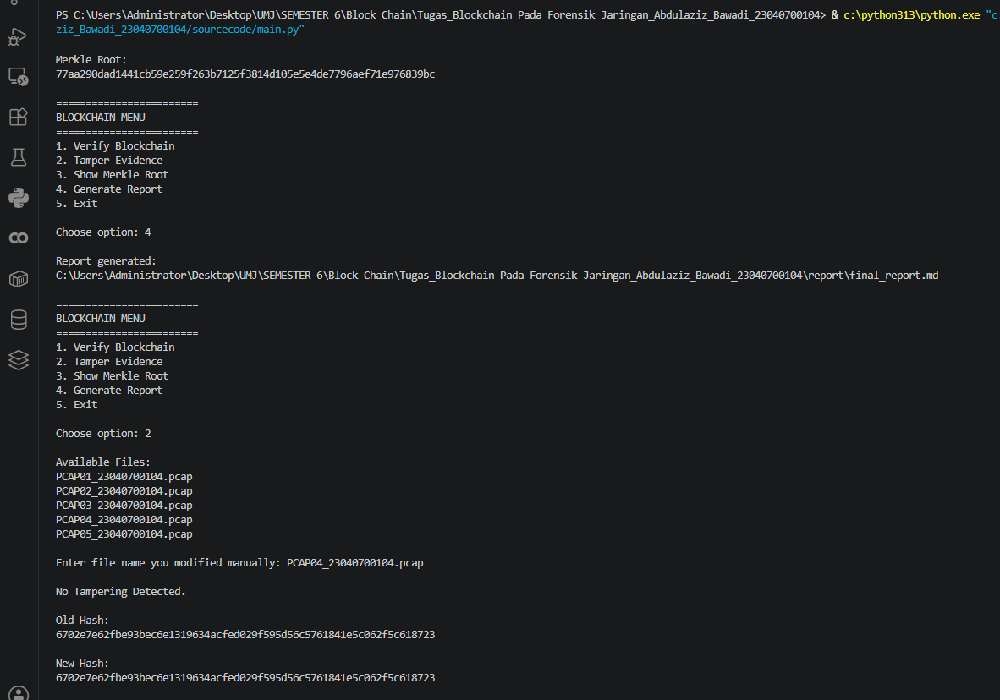 PS C:\Users\Administrator\Desktop\UMJ\SEMESTER 6\Block Chain\Tugas_Blockchain Pada Forensik Jaringan_Abdulaziz_Bawadi_23040700104> & c:\python313\python.exe "c
ziz_Bawadi_23040700104/sourcecode/main.py"
Merkle Root:
77aa290dad1441cb59e259f263b7125f3814d105e5e4de7796aef71e976839bc
========================
BLOCKCHAIN MENU
========================
1. Verify Blockchain
2. Tamper Evidence
3. Show Merkle Root
4. Generate Report
5. Exit
Choose option: 4
Report generated:
C:\Users\Administrator\Desktop\UMJ\SEMESTER 6\Block Chain\Tugas_Blockchain Pada Forensik Jaringan_Abdulaziz_Bawadi_23040700104\report\final_report.md
========================
BLOCKCHAIN MENU
========================
1. Verify Blockchain
2. Tamper Evidence
3. Show Merkle Root
4. Generate Report
5. Exit
Choose option: 2
Available Files:
PCAP01_23040700104.pcap
PCAP02_23040700104.pcap
PCAP03_23040700104.pcap
PCAP04_23040700104.pcap
PCAP05_23040700104.pcap
Enter file name you modified manually: PCAP04_23040700104.pcap
No Tampering Detected.
Old Hash:
6702e7e62fbe93bec6e1319634acfed029f595d56c5761841e5c062f5c618723
New Hash:
6702e7e62fbe93bec6e1319634acfed029f595d56c5761841e5c062f5c618723